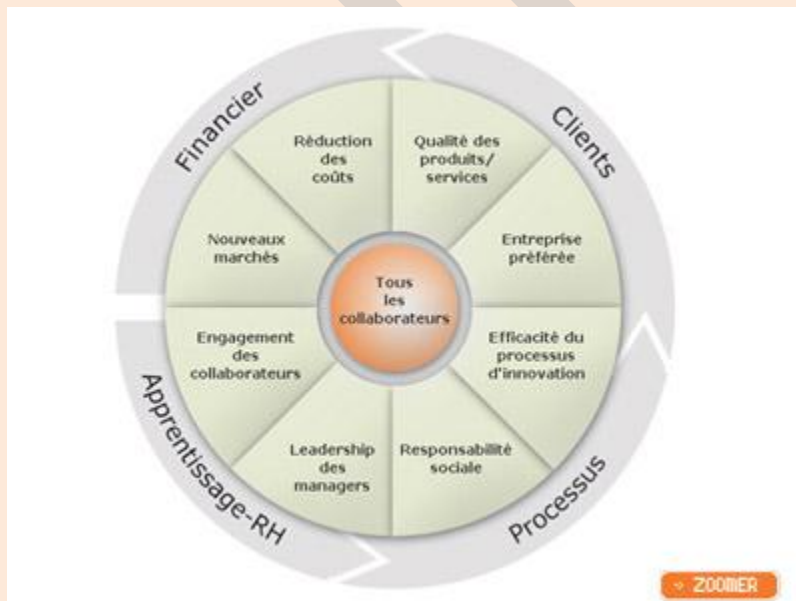 Financier
Clients
Réduction
des
coûts
Qualité des
produits/
services
Nouveaux
marchés
Entreprise
préférée
Tous
les
collaborateurs
Engagement
des
collaborateurs
Efficacité du
processus
d'innovation
Leadership
des
managers
Responsabilité
sociale
Apprentissage-RH
Processus
ZOOMER